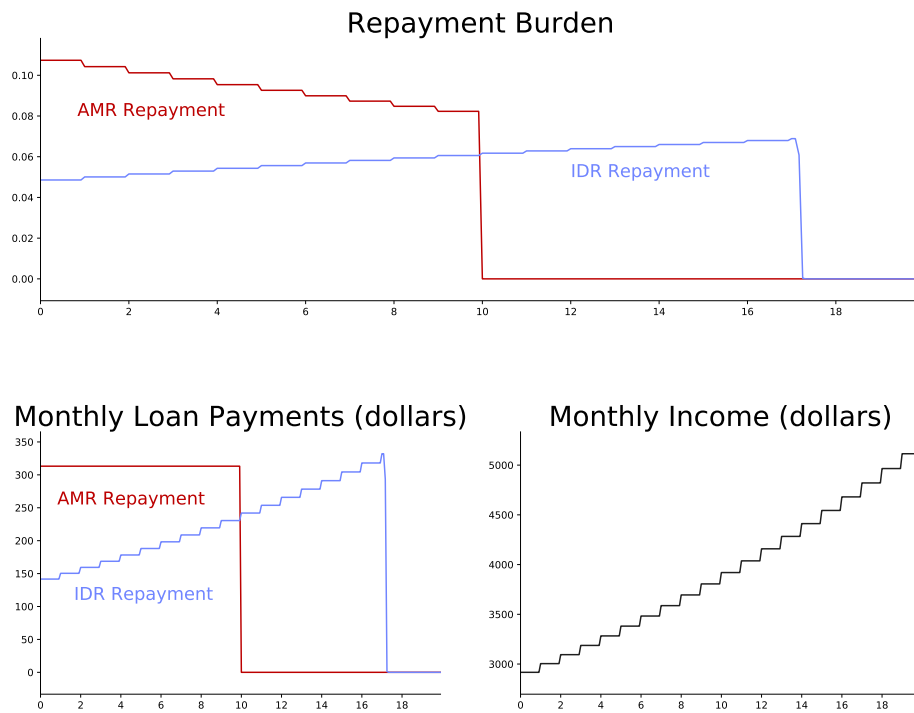 Repayment Burden
0.10
0.08
0.06
0.04
0.02
0.00
AMR Repayment
IDR Repayment
0 2 4 6 8 10 12 14 16 18
Monthly Loan Payments (dollars)
350
300
250
200
150
100
50
0
AMR Repayment
IDR Repayment
0 2 4 6 8 10 12 14 16 18
Monthly Income (dollars)
5000
4500
4000
3500
3000
0 2 4 6 8 10 12 14 16 18